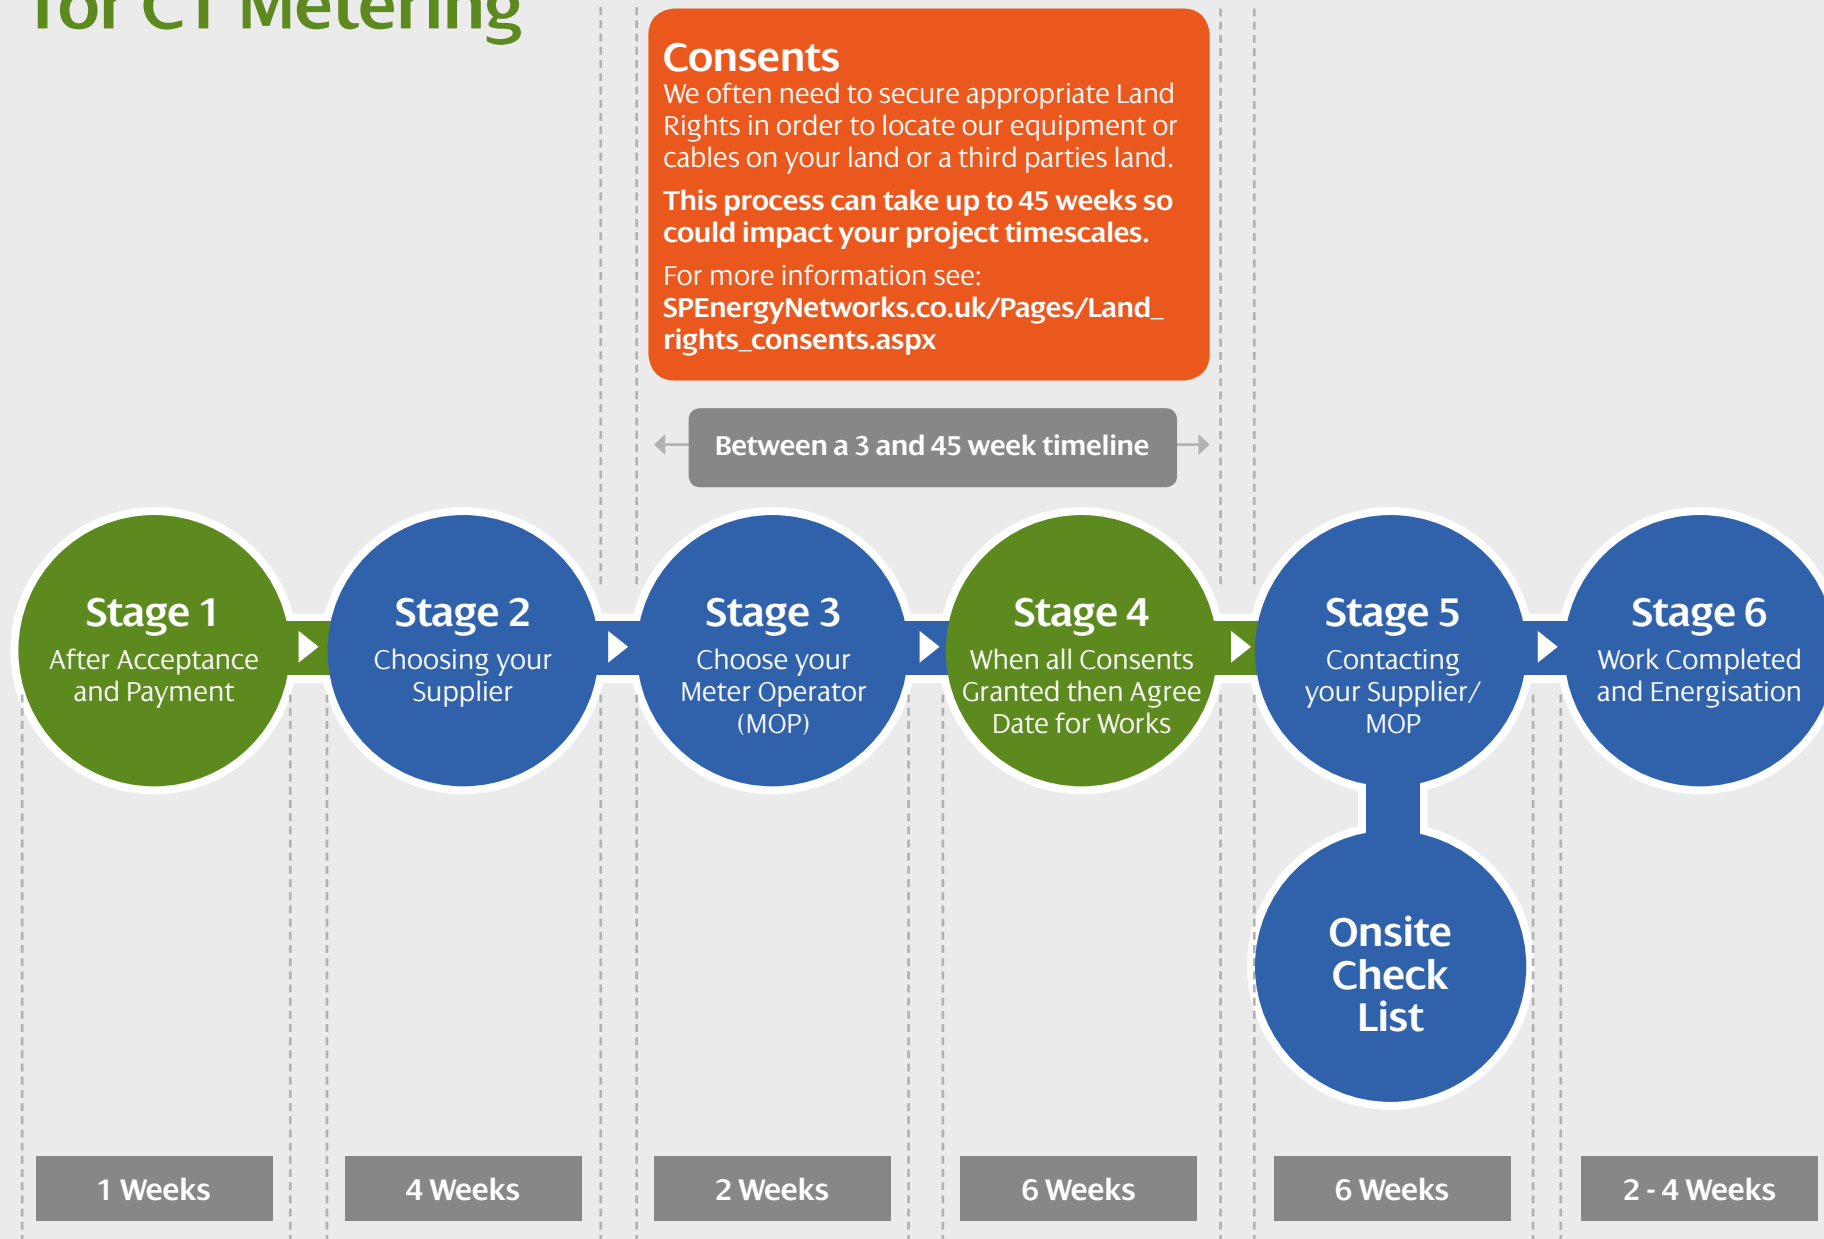 for CT Metering
Consents
We often need to secure appropriate Land
Rights in order to locate our equipment or
cables on your land or a third parties land.
This process can take up to 45 weeks so
could impact your project timescales.
For more information see:
SPEnergyNetworks.co.uk/Pages/Land_
rights_consents.aspx
Between a 3 and 45 week timeline
Stage 1
After Acceptance
and Payment
Stage 2
Choosing your
Supplier
Stage 3
Choose your
Meter Operator
(MOP)
Stage 4
When all Consents
Granted then Agree
Date for Works
Stage 5
Contacting
your Supplier/
MOP
Stage 6
Work Completed
and Energisation
Onsite
Check
List
1 Weeks
4 Weeks
2 Weeks
6 Weeks
6 Weeks
2 - 4 Weeks